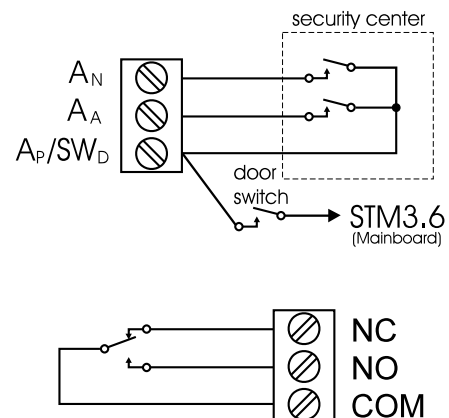 security center
AN
AA
AP/SWD
door
switch
STM3.6
(Mainboard)
NC
NO
COM